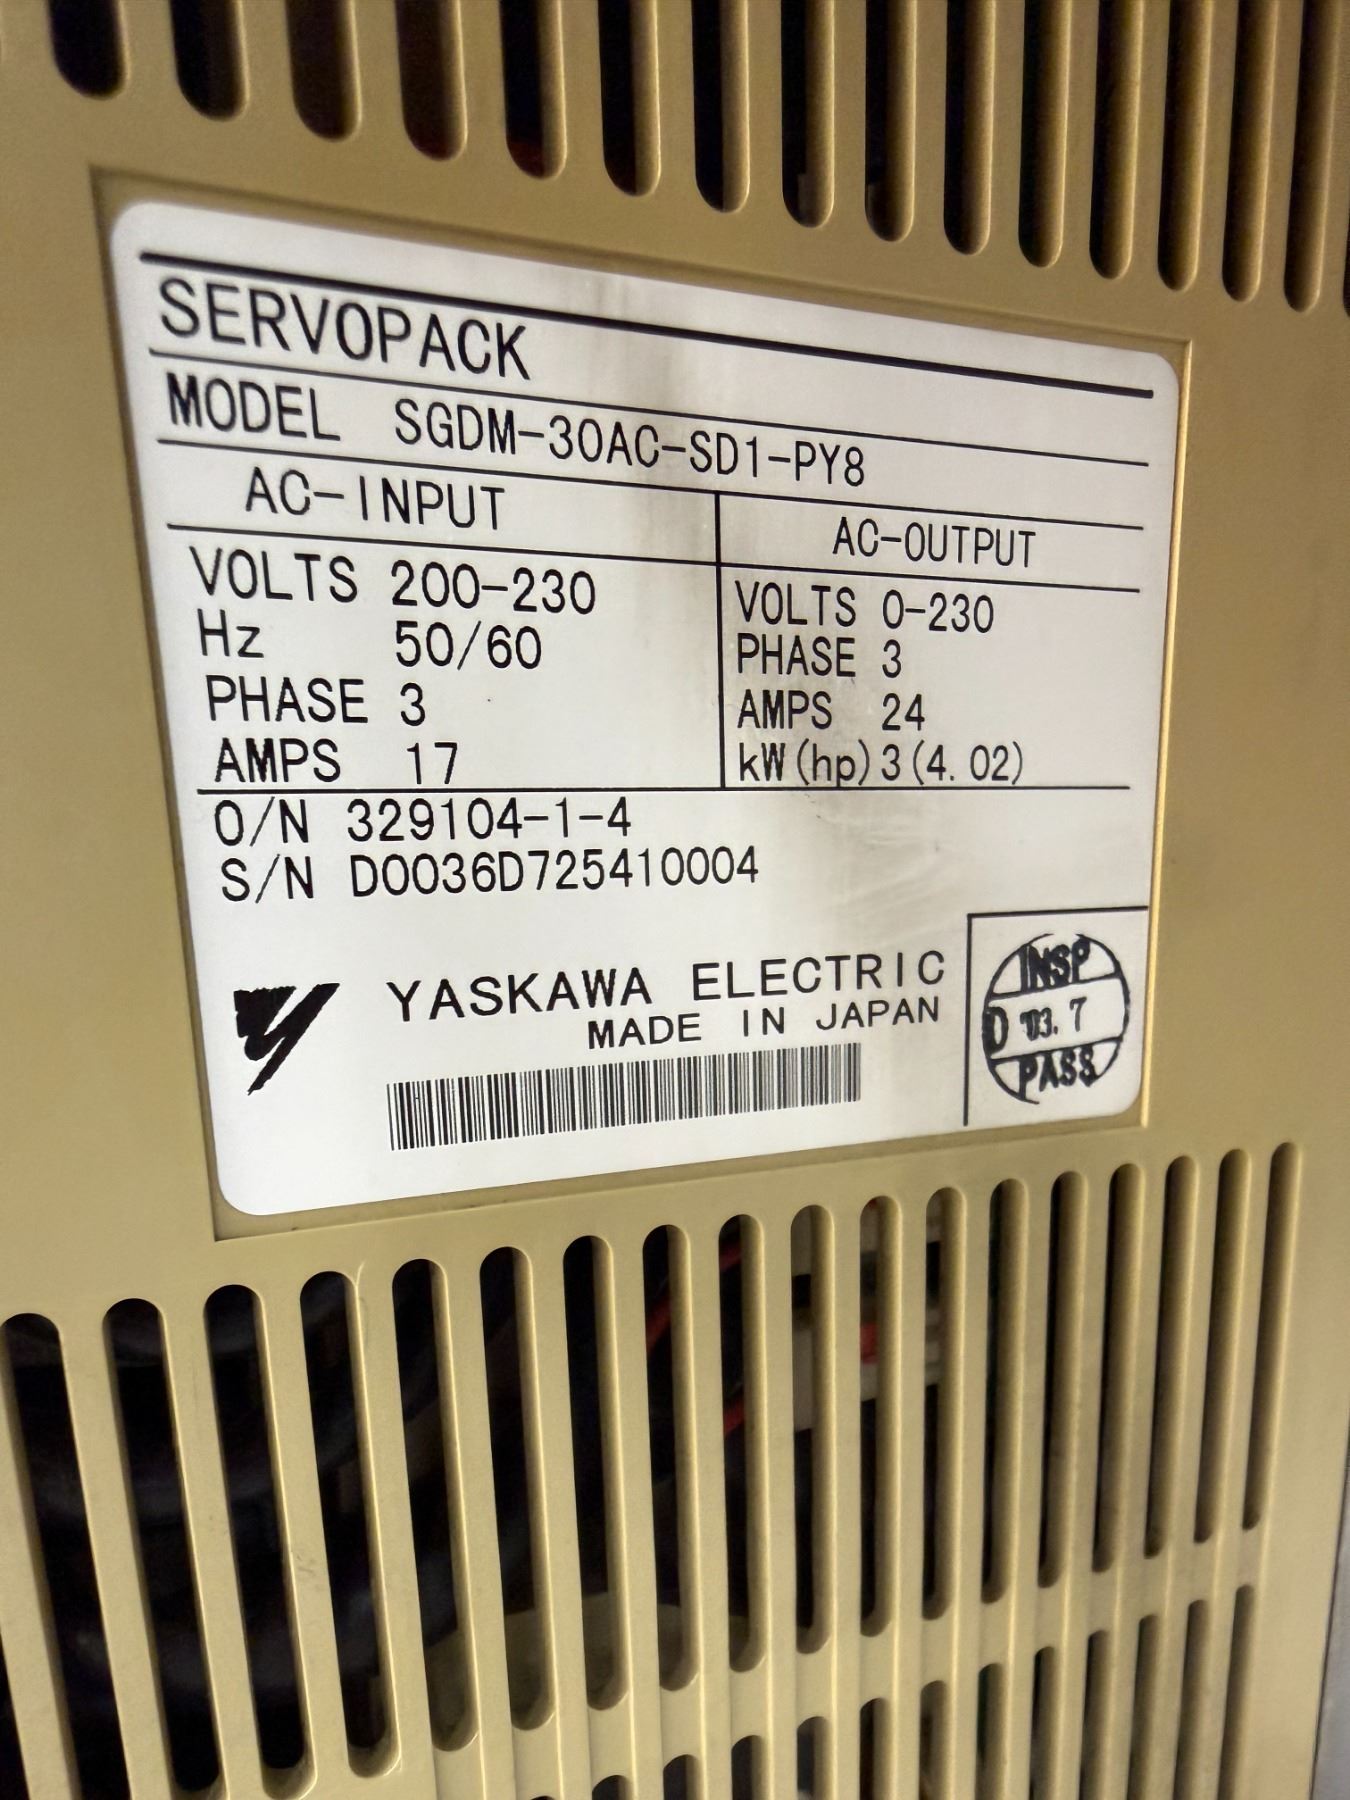 SERVOPACK
MODEL SGDM-30AC-SD1-PY8
AC-INPUT
VOLTS 200-230
Hz 50/60
PHASE 3
AMPS 17
AC-OUTPUT
VOLTS 0-230
PHASE 3
AMPS 24
kW(hp) 3(4.02)
O/N 329104-1-4
S/N D0036D725410004
YASKAWA ELECTRIC
MADE IN JAPAN
INSP
D '03.7
PASS